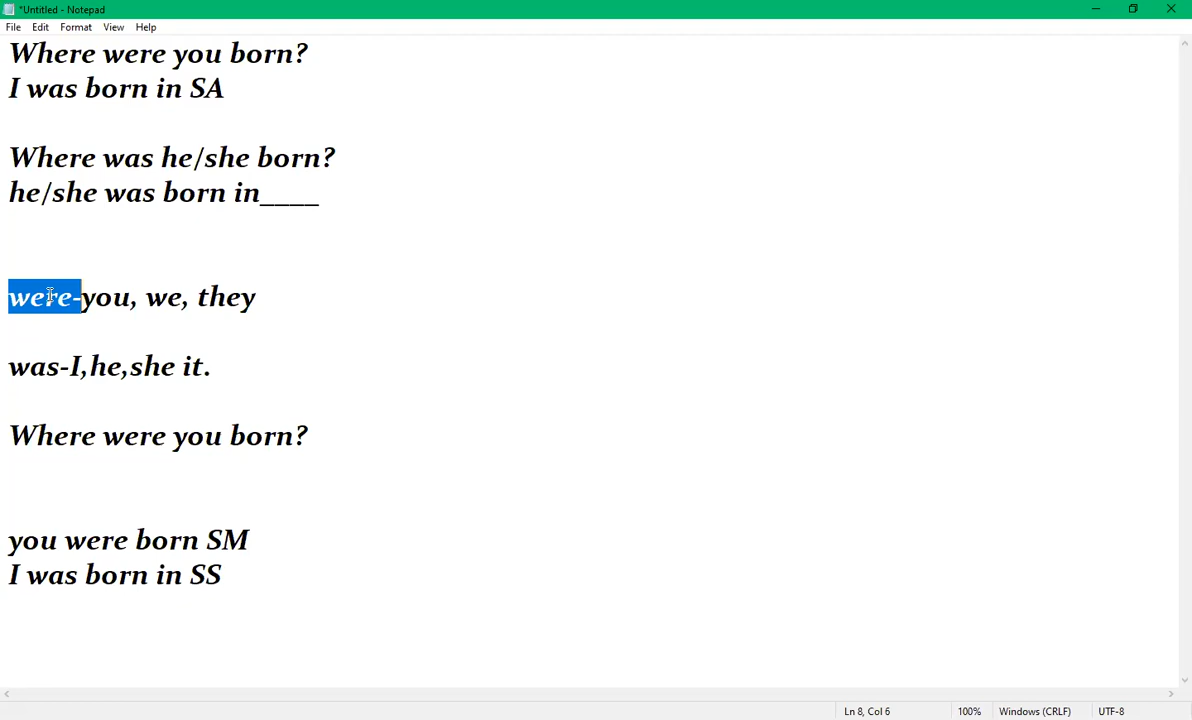 *Untitled - Notepad
File Edit Format View Help
Where were you born?
I was born in SA
Where was he/she born?
he/she was born in____
were-you, we, they
was-I,he,she it.
Where were you born?
you were born SM
I was born in SS
Ln 8, Col 6 100% Windows (CRLF) UTF-8